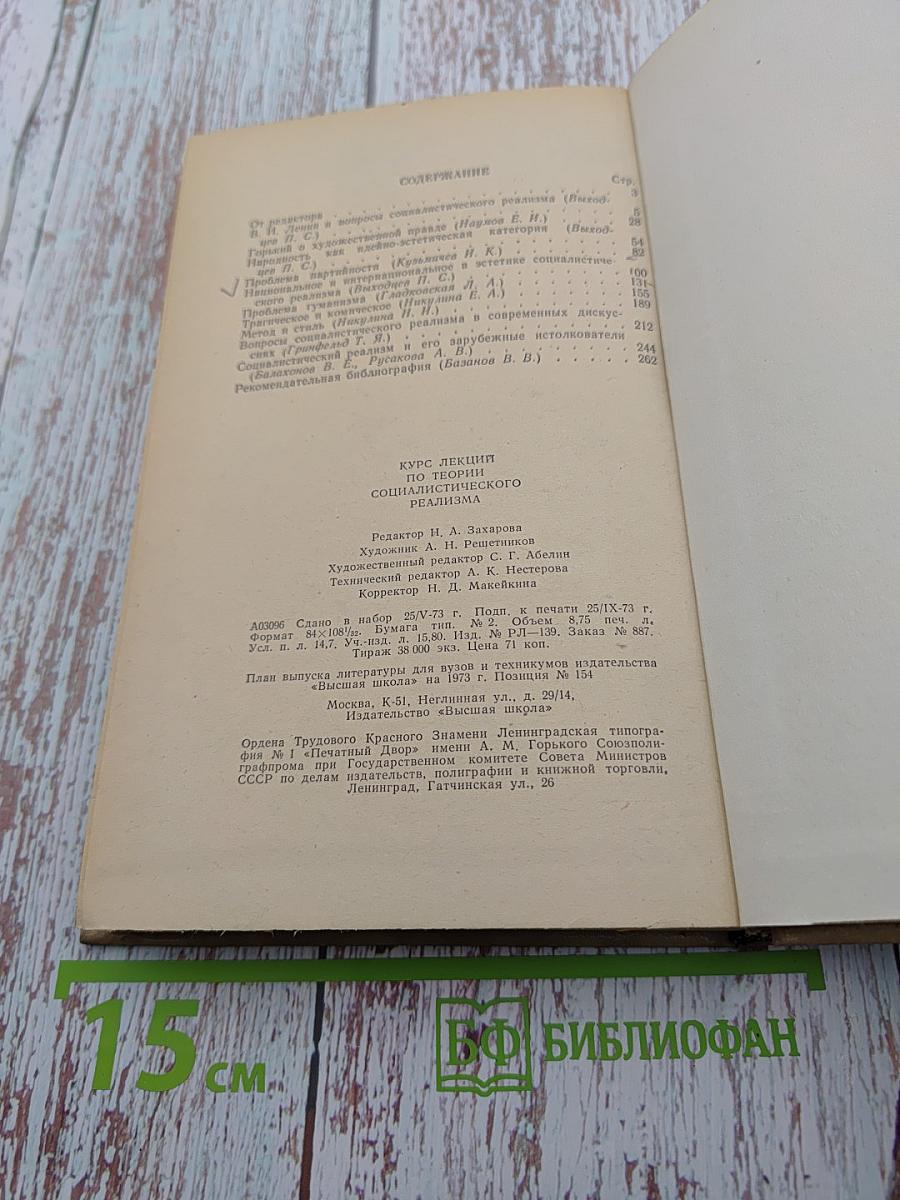 СОДЕРЖАНИЕ
Стр.
От редактора . . . . . . . . . . 3
В. И. Ленин и вопросы социалистического реализма (Выход-
цев П. С.) . . . . . . . . . . 5
Горький о художественной правде (Наумов Е. И.) . . . 28
Народность как идейно-эстетическая категория (Выход-
цев П. С.) . . . . . . . . . . 54
Проблема партийности (Кузьмичев И. К.) . . . . 82
Национальное и интернациональное в эстетике социалистиче-
ского реализма (Выходцев П. С.) . . . . . 100
Проблема гуманизма (Гладковская Л. А.) . . . . 131
Трагическое и комическое (Никулина Е. А.) . . . . 155
Метод и стиль (Никулина Н. И.) . . . . . 189
Вопросы социалистического реализма в современных дискус-
сиях (Гринфельд Т. Я.) . . . . . . . 212
Социалистический реализм и его зарубежные истолкователи
(Балахонов В. Е., Русакова А. В.) . . . . . 244
Рекомендательная библиография (Базанов В. В.) . . . . 262
КУРС ЛЕКЦИЙ
ПО ТЕОРИИ
СОЦИАЛИСТИЧЕСКОГО
РЕАЛИЗМА
Редактор Н. А. Захарова
Художник А. Н. Решетников
Художественный редактор С. Г. Абелин
Технический редактор А. К. Нестерова
Корректор Н. Д. Макейкина
А03096 Сдано в набор 25/V-73 г. Подп. к печати 25/IX-73 г.
Формат 84×108 1/32. Бумага тип. № 2. Объем 8,75 печ. л.
Усл. п. л. 14,7. Уч.-изд. л. 15,80. Изд. № РЛ—139. Заказ № 887.
Тираж 38 000 экз. Цена 71 коп.
План выпуска литературы для вузов и техникумов издательства
«Высшая школа» на 1973 г. Позиция № 154
Москва, К-51, Неглинная ул., д. 29/14,
Издательство «Высшая школа»
Ордена Трудового Красного Знамени Ленинградская типогра-
фия № 1 «Печатный Двор» имени А. М. Горького Союзполи-
графпрома при Государственном комитете Совета Министров
СССР по делам издательств, полиграфии и книжной торговли,
Ленинград, Гатчинская ул., 26
15 см
БФ БИБЛИОФАН